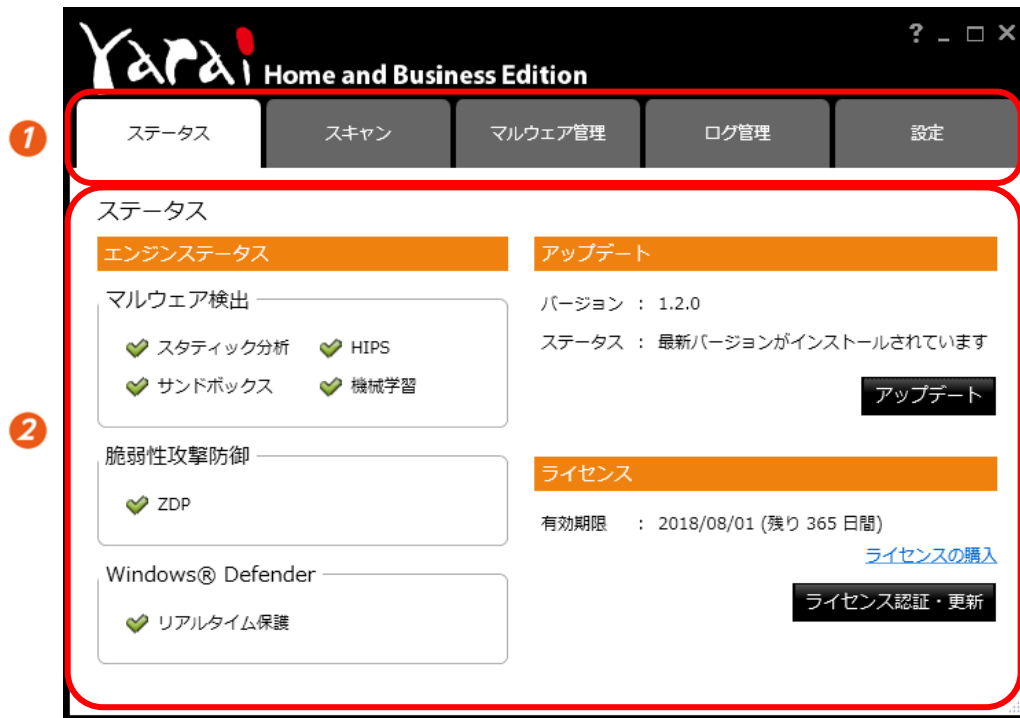 Yarai Home and Business Edition
? _ □ ×
1
ステータス スキャン マルウェア管理 ログ管理 設定
2
ステータス
エンジンステータス
マルウェア検出
スタティック分析 HIPS
サンドボックス 機械学習
脆弱性攻撃防御
ZDP
Windows® Defender
リアルタイム保護
アップデート
バージョン : 1.2.0
ステータス : 最新バージョンがインストールされています
アップデート
ライセンス
有効期限 : 2018/08/01 (残り 365 日間)
ライセンスの購入
ライセンス認証・更新